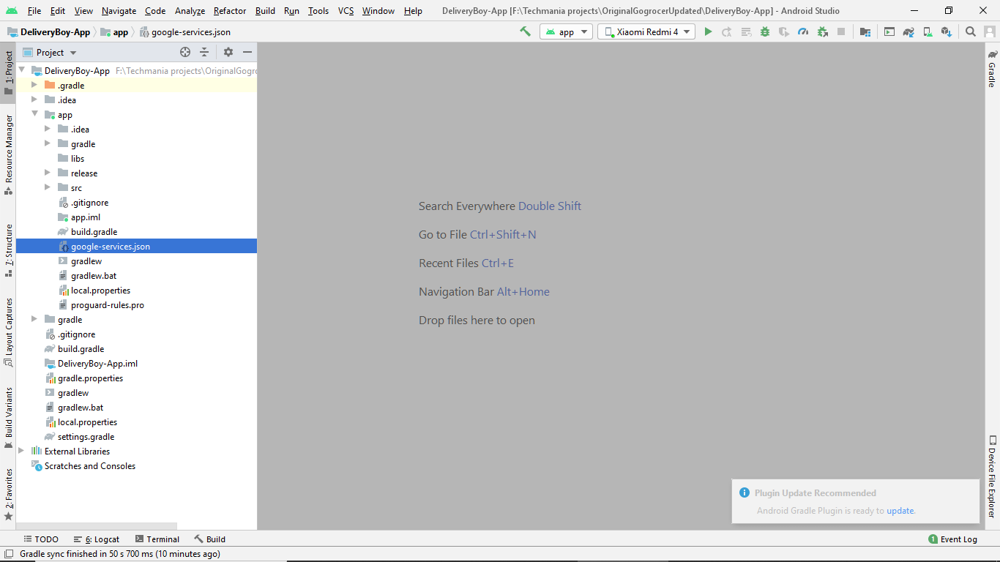 File Edit View Navigate Code Analyze Refactor Build Run Tools VCS Window Help DeliveryBoy-App [F:\Techmania projects\OriginalGogrocerUpdated\DeliveryBoy-App] - Android Studio
DeliveryBoy-App app google-services.json app Xiaomi Redmi 4
Project
DeliveryBoy-App F:\Techmania projects\OriginalGogro
.gradle
.idea
app
.idea
gradle
libs
release
src
.gitignore
app.iml
build.gradle
google-services.json
gradlew
gradlew.bat
local.properties
proguard-rules.pro
gradle
.gitignore
build.gradle
DeliveryBoy-App.iml
gradle.properties
gradlew
gradlew.bat
local.properties
settings.gradle
External Libraries
Scratches and Consoles
1: Project
Resource Manager
7: Structure
Layout Captures
Build Variants
2: Favorites
Search Everywhere Double Shift
Go to File Ctrl+Shift+N
Recent Files Ctrl+E
Navigation Bar Alt+Home
Drop files here to open
Gradle
Device File Explorer
Plugin Update Recommended
Android Gradle Plugin is ready to update.
TODO 6: Logcat Terminal Build 1 Event Log
Gradle sync finished in 50 s 700 ms (10 minutes ago)